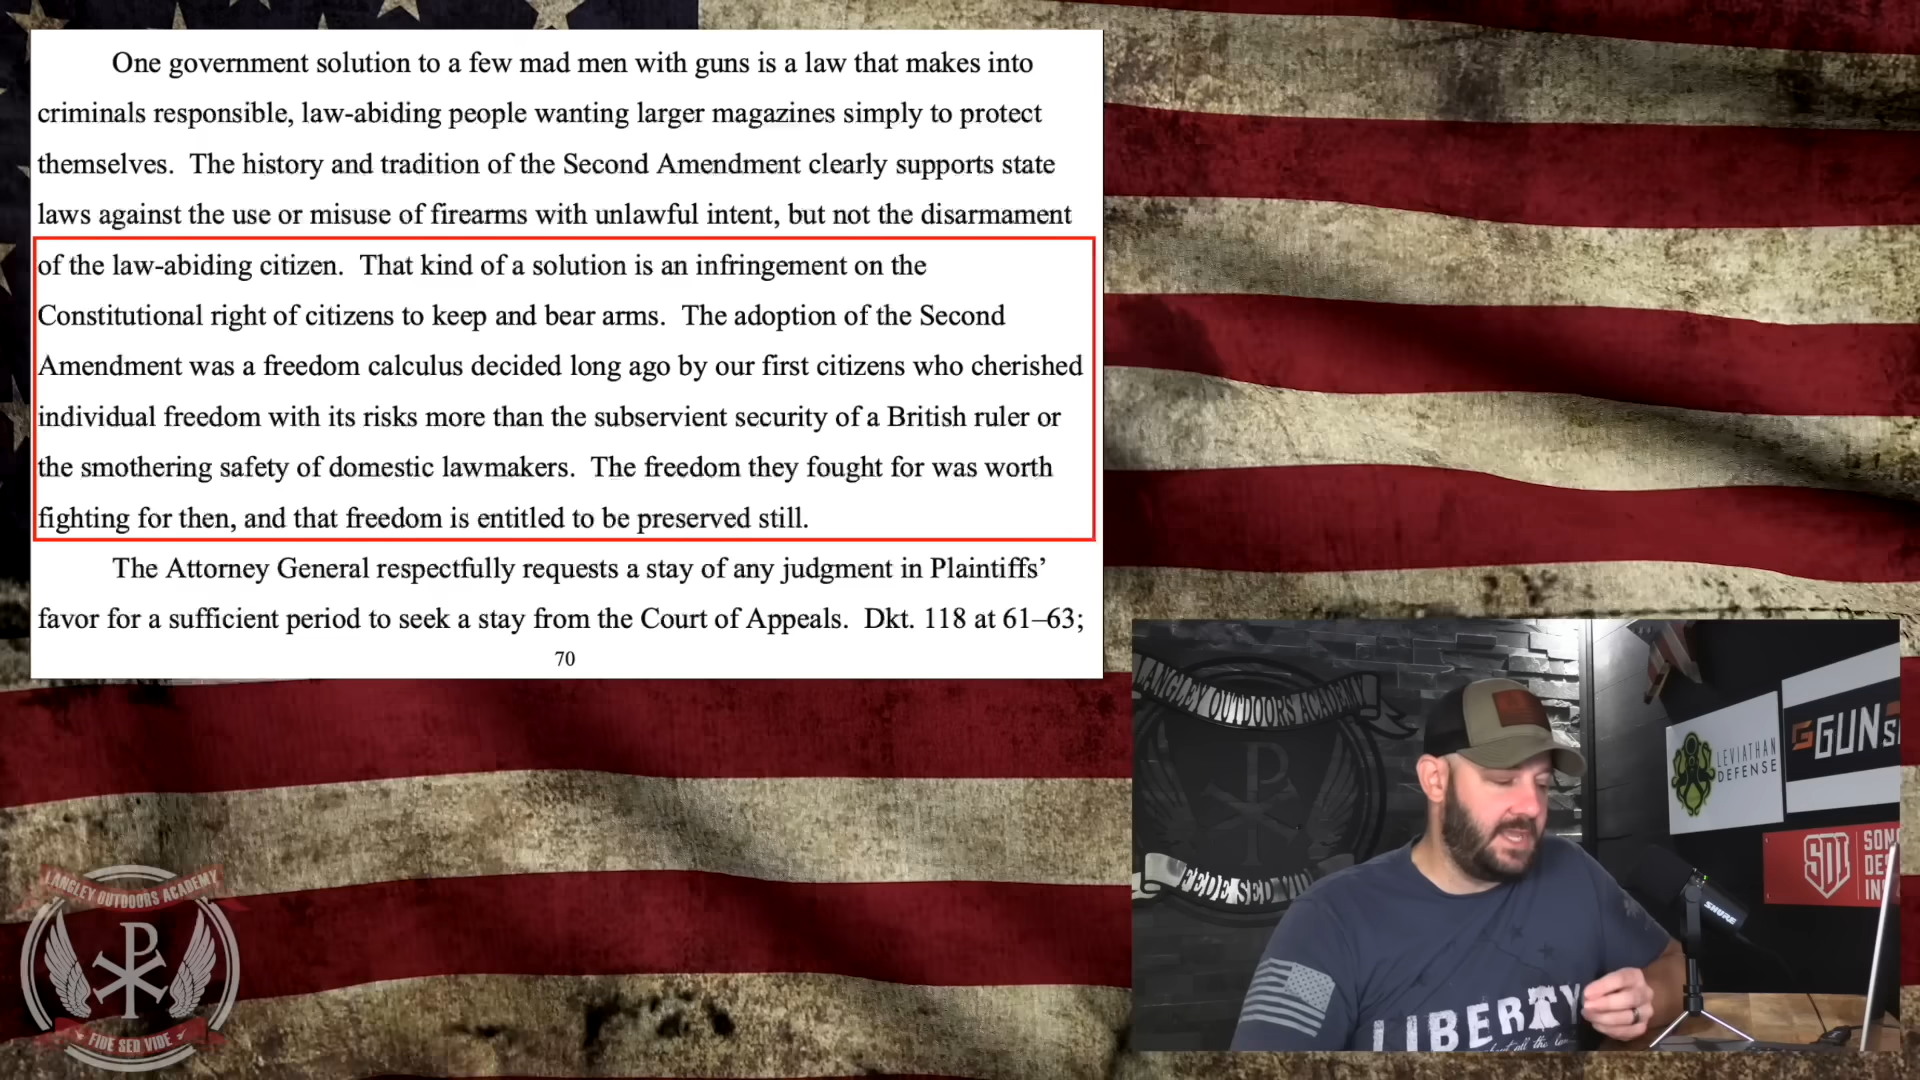 One government solution to a few mad men with guns is a law that makes into
criminals responsible, law-abiding people wanting larger magazines simply to protect
themselves. The history and tradition of the Second Amendment clearly supports state
laws against the use or misuse of firearms with unlawful intent, but not the disarmament
of the law-abiding citizen. That kind of a solution is an infringement on the
Constitutional right of citizens to keep and bear arms. The adoption of the Second
Amendment was a freedom calculus decided long ago by our first citizens who cherished
individual freedom with its risks more than the subservient security of a British ruler or
the smothering safety of domestic lawmakers. The freedom they fought for was worth
fighting for then, and that freedom is entitled to be preserved still.
The Attorney General respectfully requests a stay of any judgment in Plaintiffs’
favor for a sufficient period to seek a stay from the Court of Appeals. Dkt. 118 at 61–63;
70
LANGLEY OUTDOORS ACADEMY
LEVIATHAN
DEFENSE
GUNS
SDI
SON
DE
IN
SHURE
LIBERTY
LANGLEY OUTDOORS ACADEMY
FIDE SED VIDE